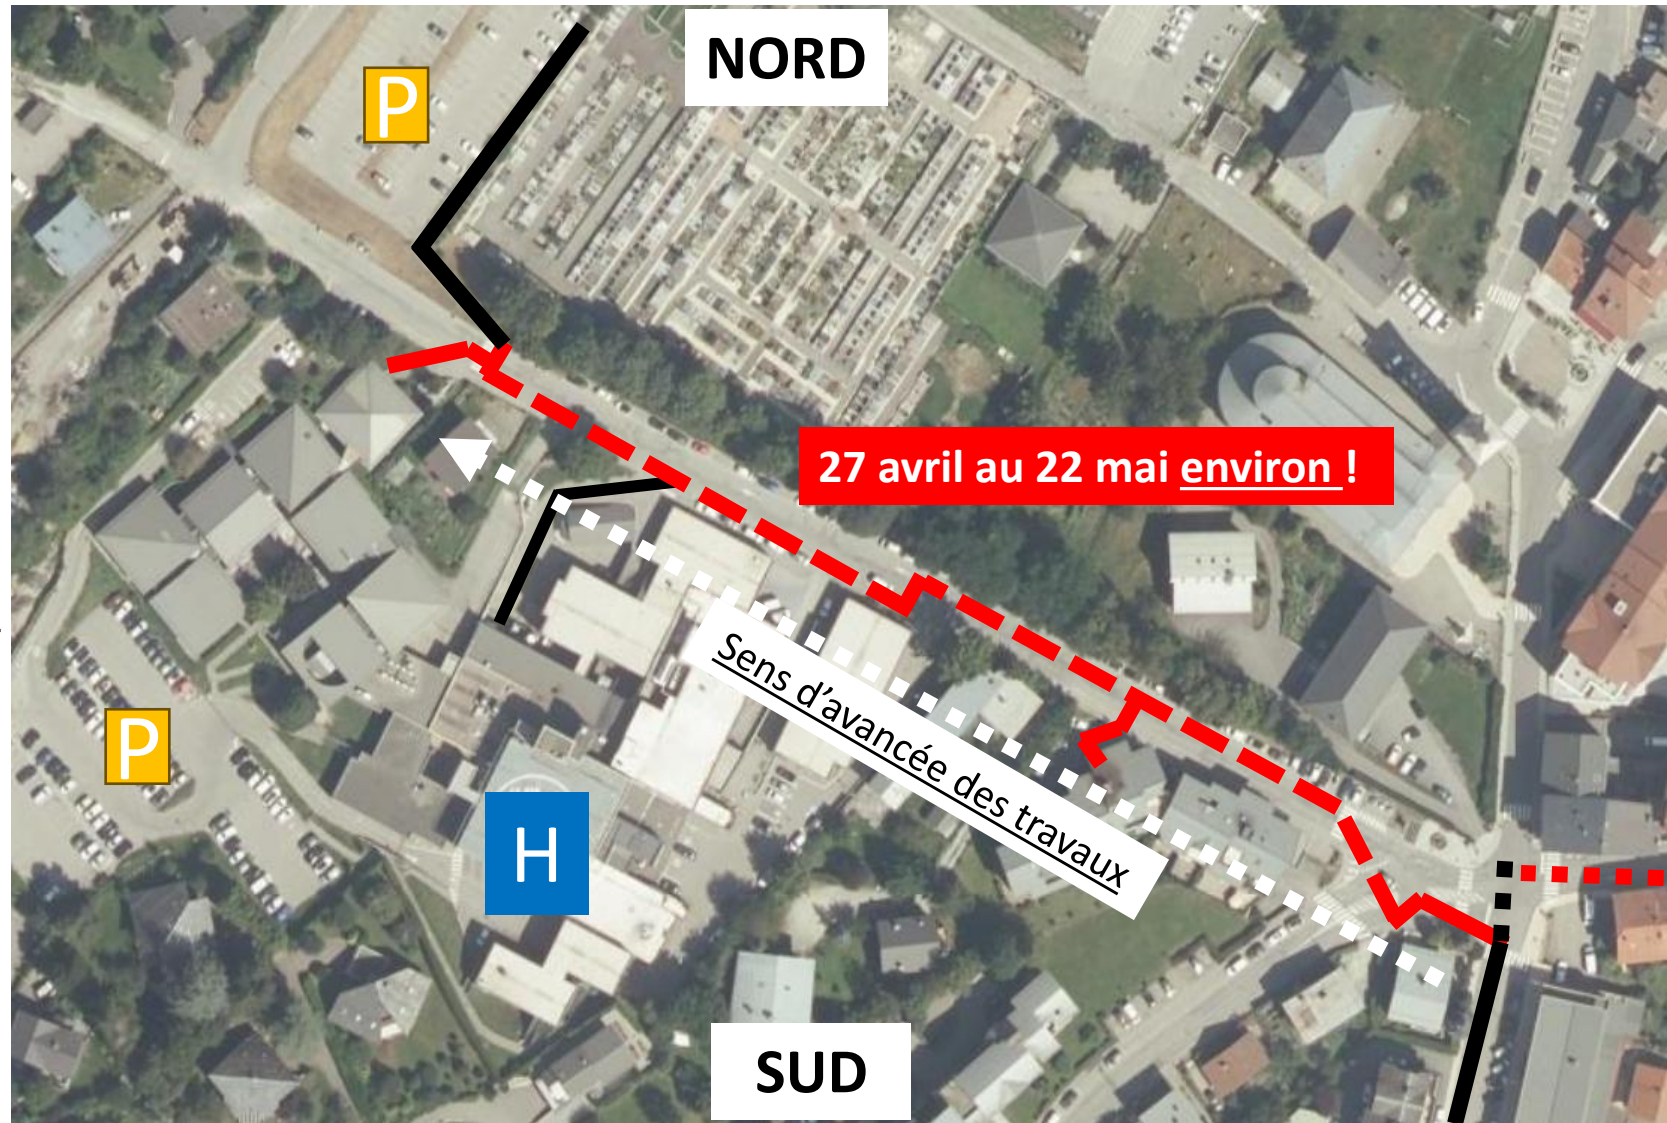 NORD
P
27 avril au 22 mai environ !
Sens d'avancée des travaux
P
H
SUD